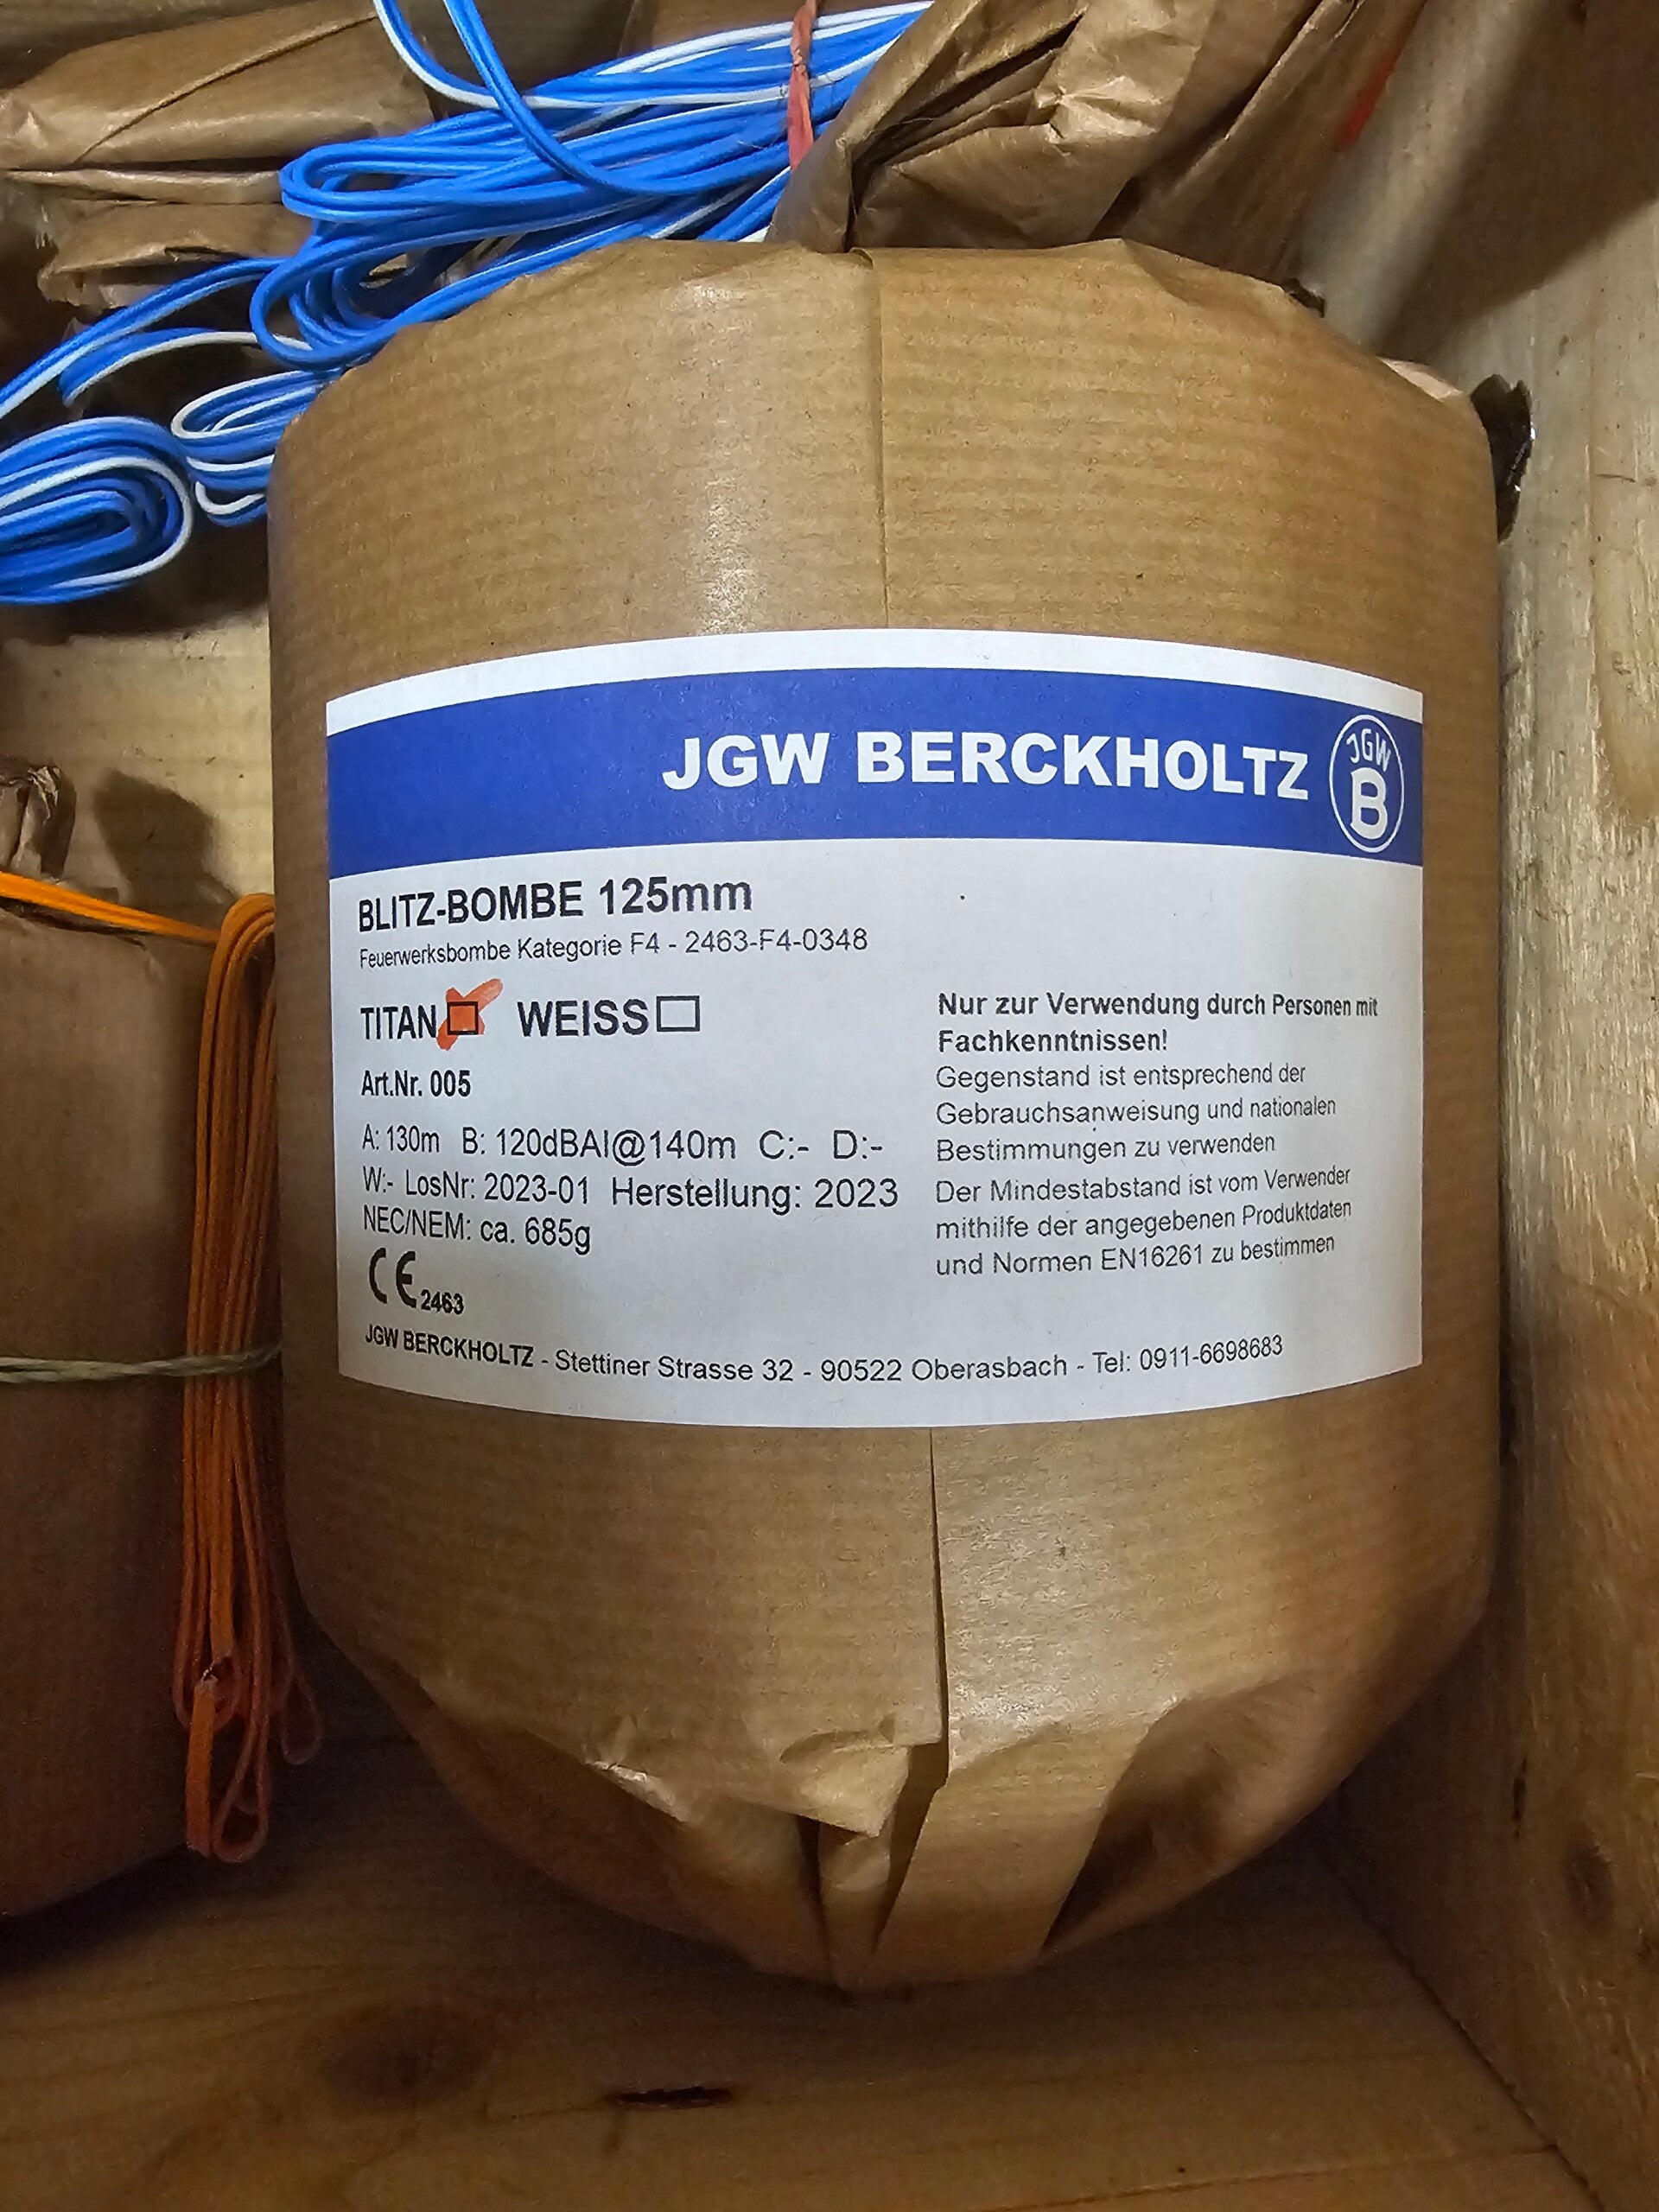 JGW BERCKHOLTZ
JGW
B
BLITZ-BOMBE 125mm
Feuerwerksbombe Kategorie F4 - 2463-F4-0348
TITAN WEISS
Art.Nr. 005
A: 130m B: 120dBAI@140m C:- D:-
W:- LosNr: 2023-01 Herstellung: 2023
NEC/NEM: ca. 685g
CE 2463
Nur zur Verwendung durch Personen mit
Fachkenntnissen!
Gegenstand ist entsprechend der
Gebrauchsanweisung und nationalen
Bestimmungen zu verwenden
Der Mindestabstand ist vom Verwender
mithilfe der angegebenen Produktdaten
und Normen EN16261 zu bestimmen
JGW BERCKHOLTZ - Stettiner Strasse 32 - 90522 Oberasbach - Tel: 0911-6698683